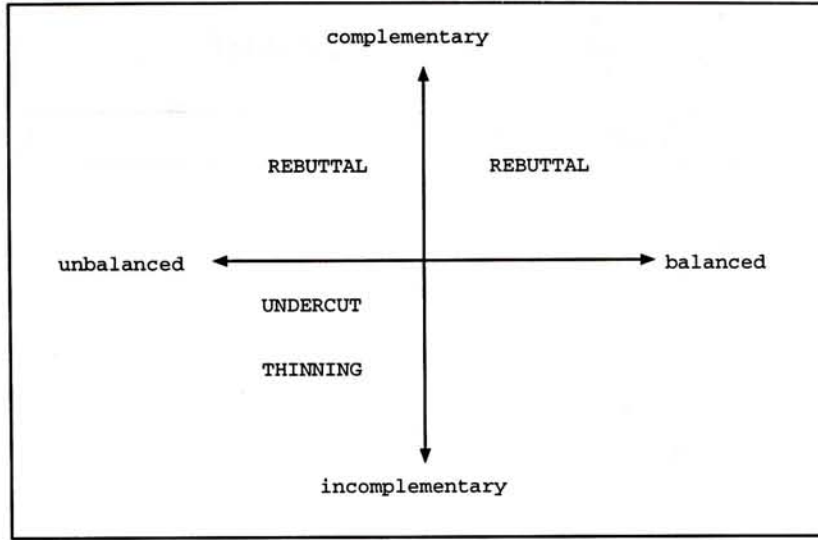 complementary
REBUTTAL REBUTTAL
unbalanced balanced
UNDERCUT
THINNING
incomplementary